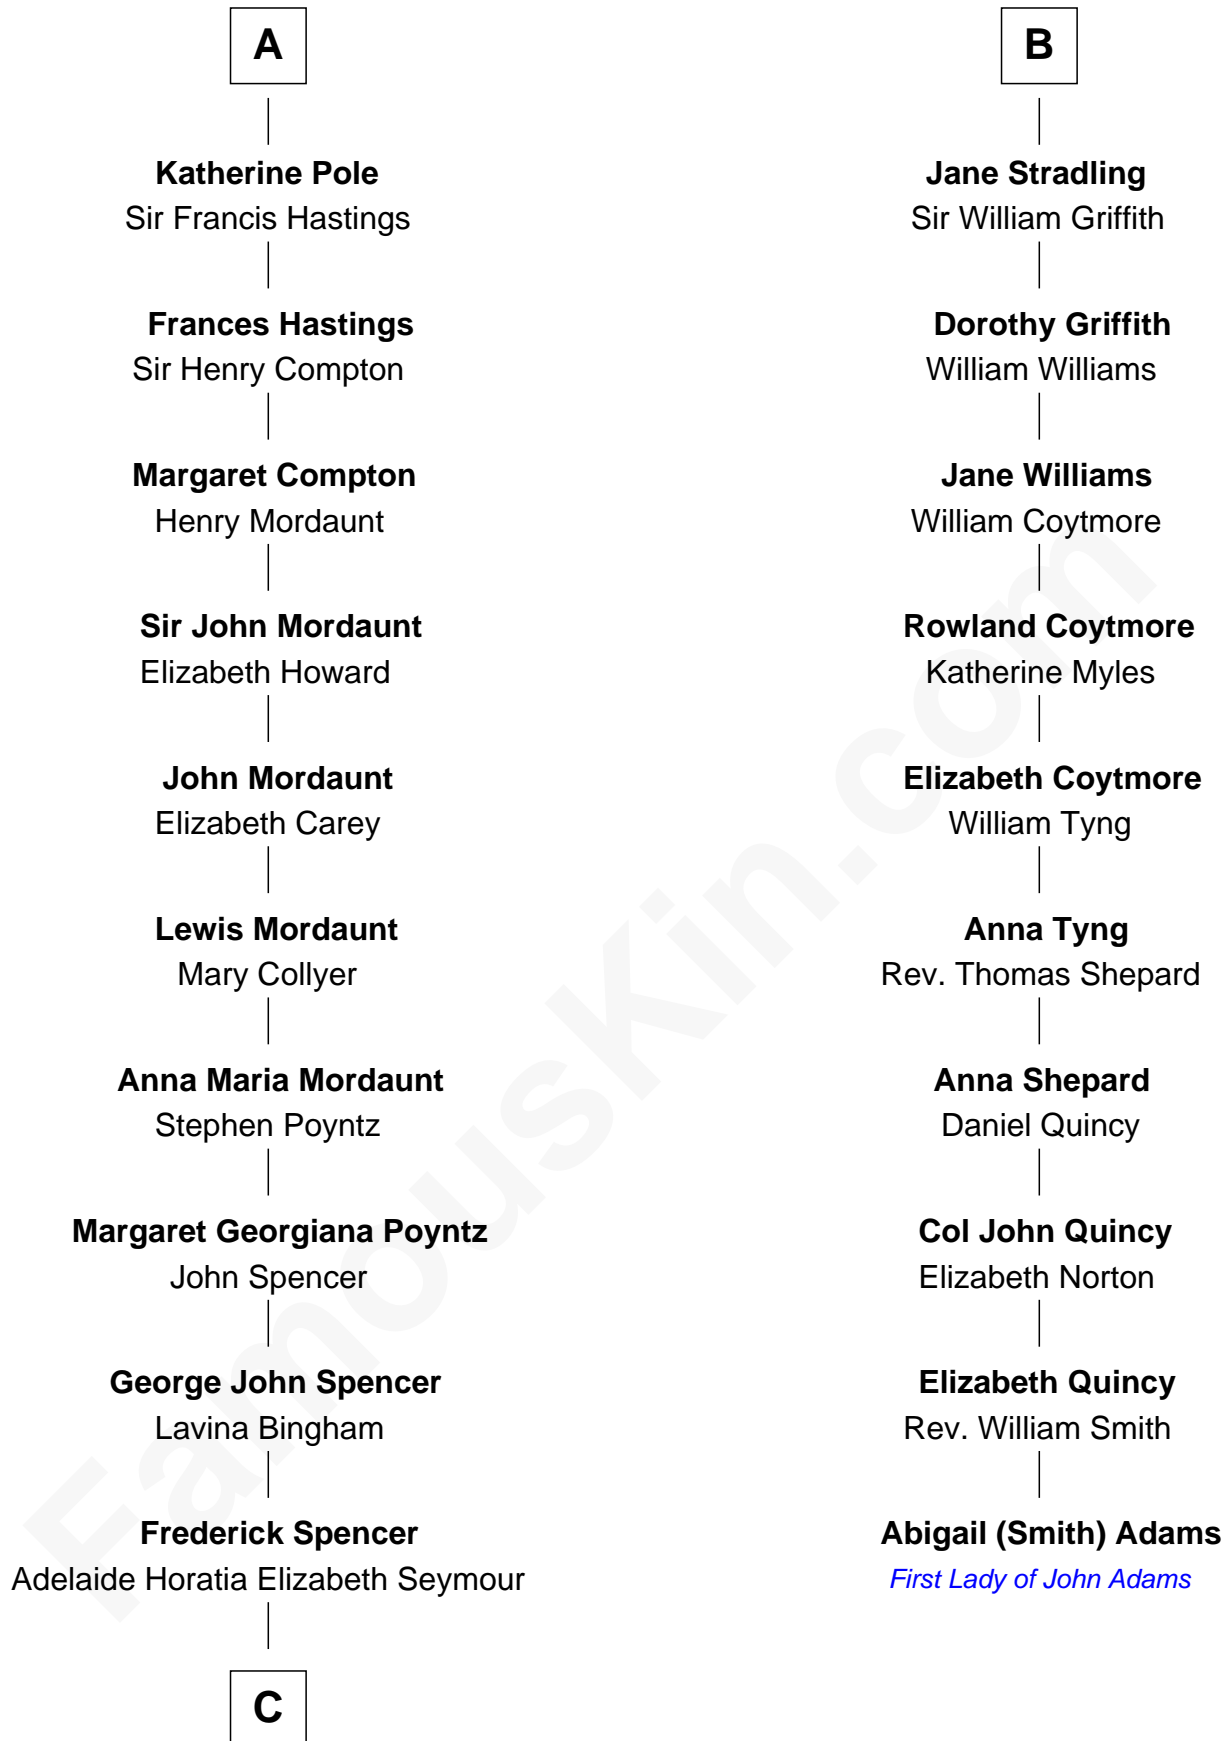 A
Katherine Pole
Sir Francis Hastings
Frances Hastings
Sir Henry Compton
Margaret Compton
Henry Mordaunt
Sir John Mordaunt
Elizabeth Howard
John Mordaunt
Elizabeth Carey
Lewis Mordaunt
Mary Collyer
Anna Maria Mordaunt
Stephen Poyntz
Margaret Georgiana Poyntz
John Spencer
George John Spencer
Lavina Bingham
Frederick Spencer
Adelaide Horatia Elizabeth Seymour
C
B
Jane Stradling
Sir William Griffith
Dorothy Griffith
William Williams
Jane Williams
William Coytmore
Rowland Coytmore
Katherine Myles
Elizabeth Coytmore
William Tyng
Anna Tyng
Rev. Thomas Shepard
Anna Shepard
Daniel Quincy
Col John Quincy
Elizabeth Norton
Elizabeth Quincy
Rev. William Smith
Abigail (Smith) Adams
First Lady of John Adams
FamousKin.com